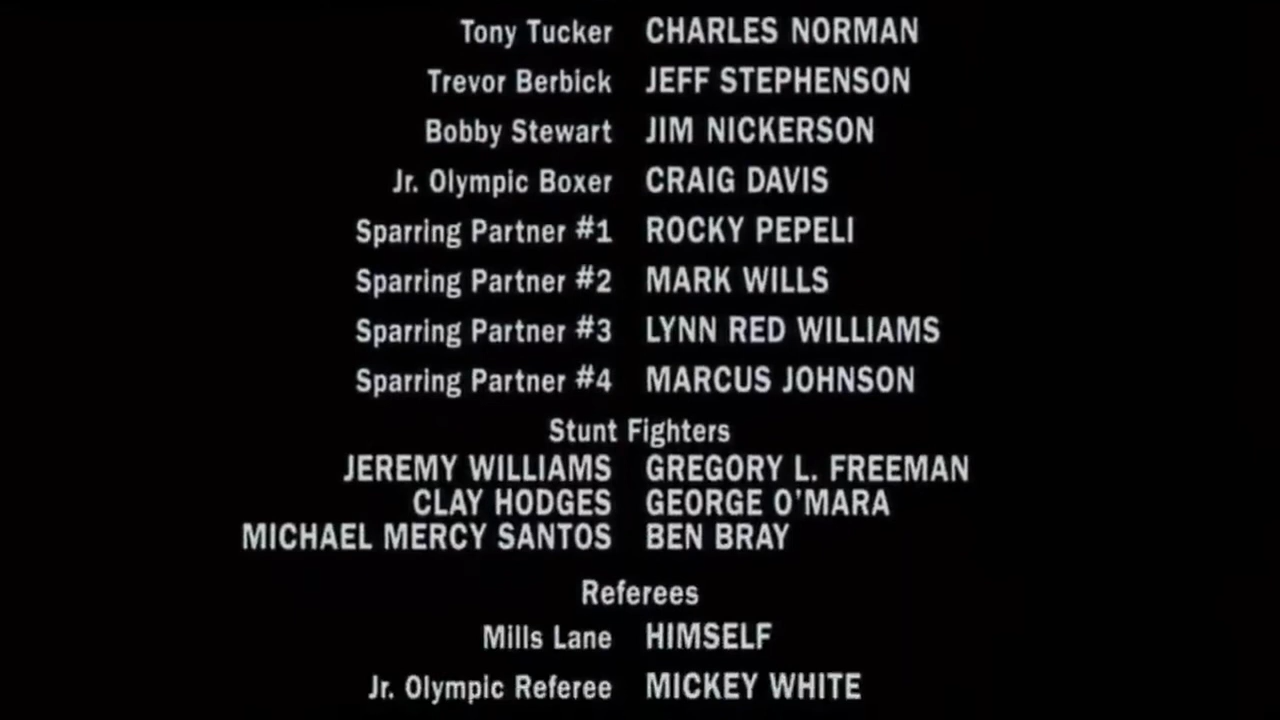 Tony Tucker CHARLES NORMAN
Trevor Berbick JEFF STEPHENSON
Bobby Stewart JIM NICKERSON
Jr. Olympic Boxer CRAIG DAVIS
Sparring Partner #1 ROCKY PEPELI
Sparring Partner #2 MARK WILLS
Sparring Partner #3 LYNN RED WILLIAMS
Sparring Partner #4 MARCUS JOHNSON
Stunt Fighters
JEREMY WILLIAMS GREGORY L. FREEMAN
CLAY HODGES GEORGE O'MARA
MICHAEL MERCY SANTOS BEN BRAY
Referees
Mills Lane HIMSELF
Jr. Olympic Referee MICKEY WHITE